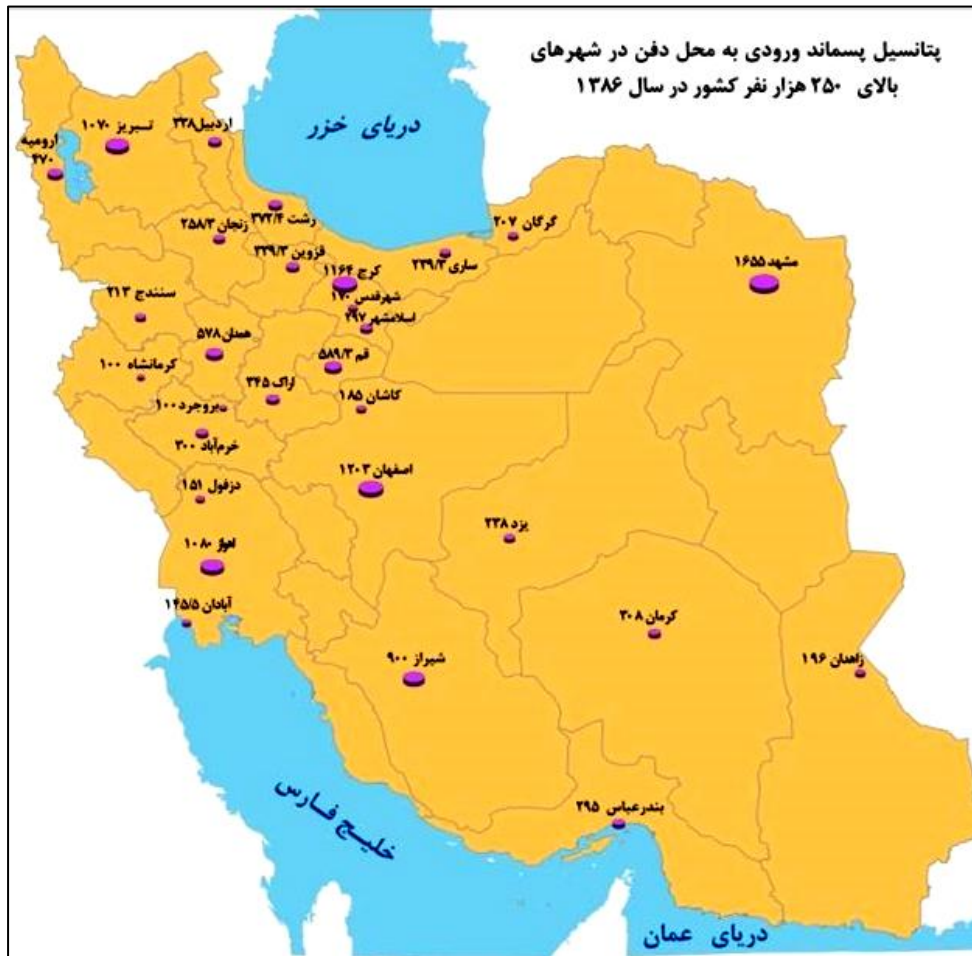 پتانسیل پسماند ورودی به محل دفن در شهرهای
بالای ۲۵۰ هزار نفر کشور در سال ۱۳۸۶
دریای خزر
اردبیل ۳۳۸
تبریز ۱۰۷۰
ارومیه
۴۷۰
رشت ۳۷۲/۴
زنجان ۲۵۸/۳
قزوین ۳۳۹/۳
گرگان ۲۰۷
ساری ۲۳۹/۳
مشهد ۱۶۵۵
کرج ۱۱۶۴
شهرقدس ۱۷۰
اسلامشهر ۲۹۷
سنندج ۲۱۳
همدان ۵۷۸
قم ۵۸۹/۳
کرمانشاه ۱۰۰
اراک ۳۴۵
کاشان ۱۸۵
بروجرد ۱۰۰
خرم‌آباد ۳۰۰
اصفهان ۱۲۰۳
دزفول ۱۵۱
یزد ۲۳۸
اهواز ۱۰۸۰
آبادان ۱۴۵/۵
کرمان ۳۰۸
شیراز ۹۰۰
زاهدان ۱۹۶
بندرعباس ۲۹۵
خلیج فارس
دریای عمان